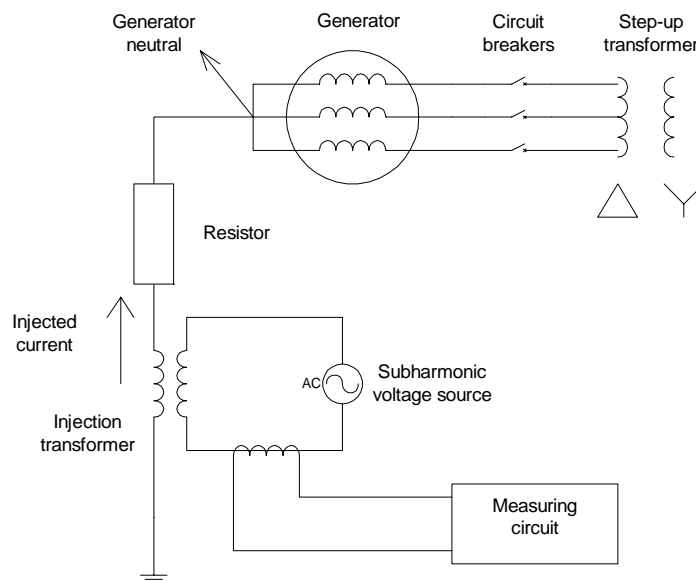 Generator
neutral
Generator
Circuit
breakers
Step-up
transformer
Resistor
Injected
current
Injection
transformer
AC
Subharmonic
voltage source
Measuring
circuit